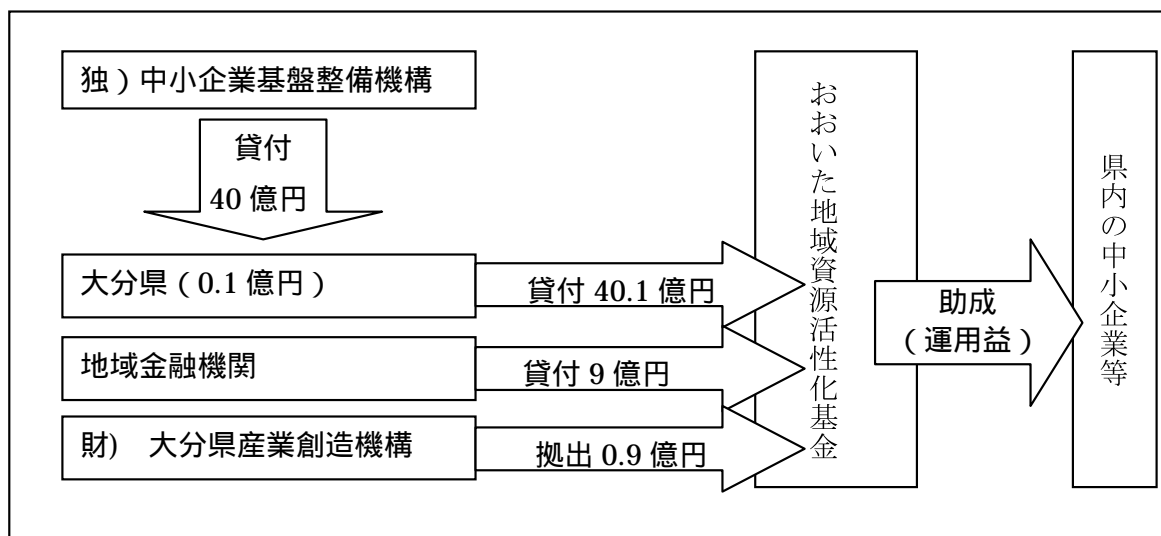 独）中小企業基盤整備機構
貸付
40 億円
大分県（0.1 億円）
貸付 40.1 億円
地域金融機関
貸付 9 億円
財)　大分県産業創造機構
拠出 0.9 億円
おおいた地域資源活性化基金
助成
（運用益）
県内の中小企業等